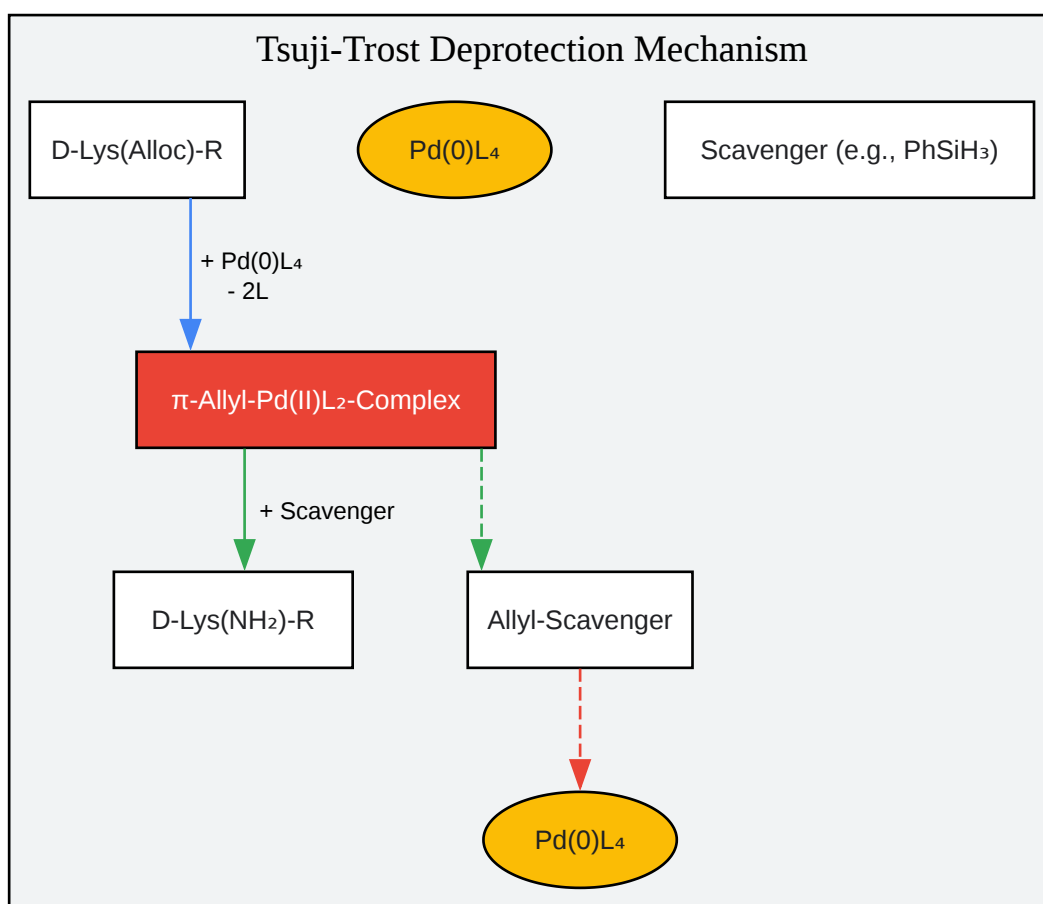 Tsuji-Trost Deprotection Mechanism
D-Lys(Alloc)-R
Pd(0)L₄
Scavenger (e.g., PhSiH₃)
+ Pd(0)L₄
- 2L
π-Allyl-Pd(II)L₂-Complex
+ Scavenger
D-Lys(NH₂)-R
Allyl-Scavenger
Pd(0)L₄